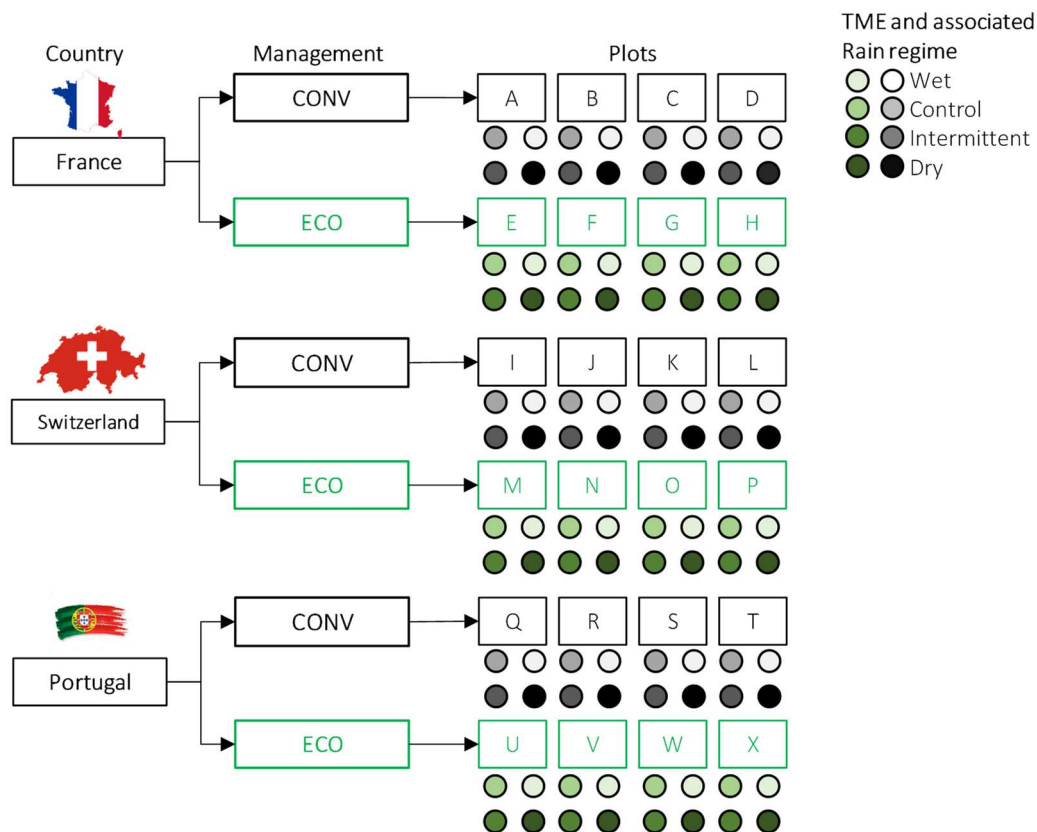 Country
Management
Plots
TME and associated
Rain regime
Wet
Control
Intermittent
Dry
France
CONV
A B C D
ECO
E F G H
Switzerland
CONV
I J K L
ECO
M N O P
Portugal
CONV
Q R S T
ECO
U V W X